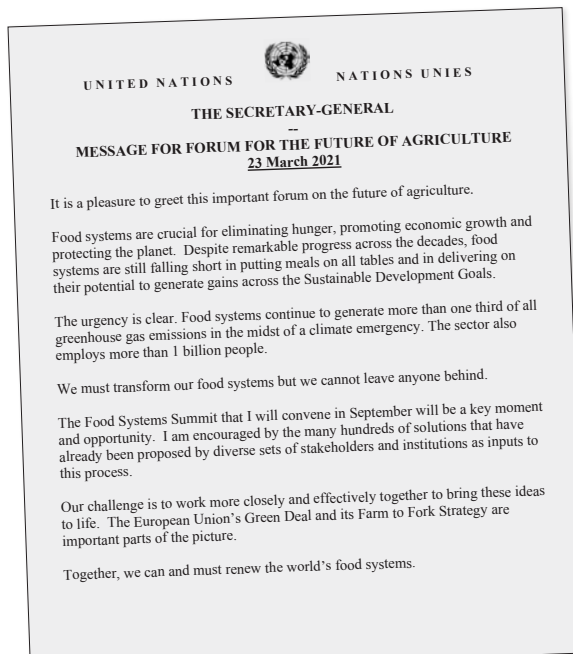 UNITED NATIONS NATIONS UNIES
THE SECRETARY-GENERAL
--
MESSAGE FOR FORUM FOR THE FUTURE OF AGRICULTURE
23 March 2021
It is a pleasure to greet this important forum on the future of agriculture.
Food systems are crucial for eliminating hunger, promoting economic growth and
protecting the planet. Despite remarkable progress across the decades, food
systems are still falling short in putting meals on all tables and in delivering on
their potential to generate gains across the Sustainable Development Goals.
The urgency is clear. Food systems continue to generate more than one third of all
greenhouse gas emissions in the midst of a climate emergency. The sector also
employs more than 1 billion people.
We must transform our food systems but we cannot leave anyone behind.
The Food Systems Summit that I will convene in September will be a key moment
and opportunity. I am encouraged by the many hundreds of solutions that have
already been proposed by diverse sets of stakeholders and institutions as inputs to
this process.
Our challenge is to work more closely and effectively together to bring these ideas
to life. The European Union's Green Deal and its Farm to Fork Strategy are
important parts of the picture.
Together, we can and must renew the world's food systems.